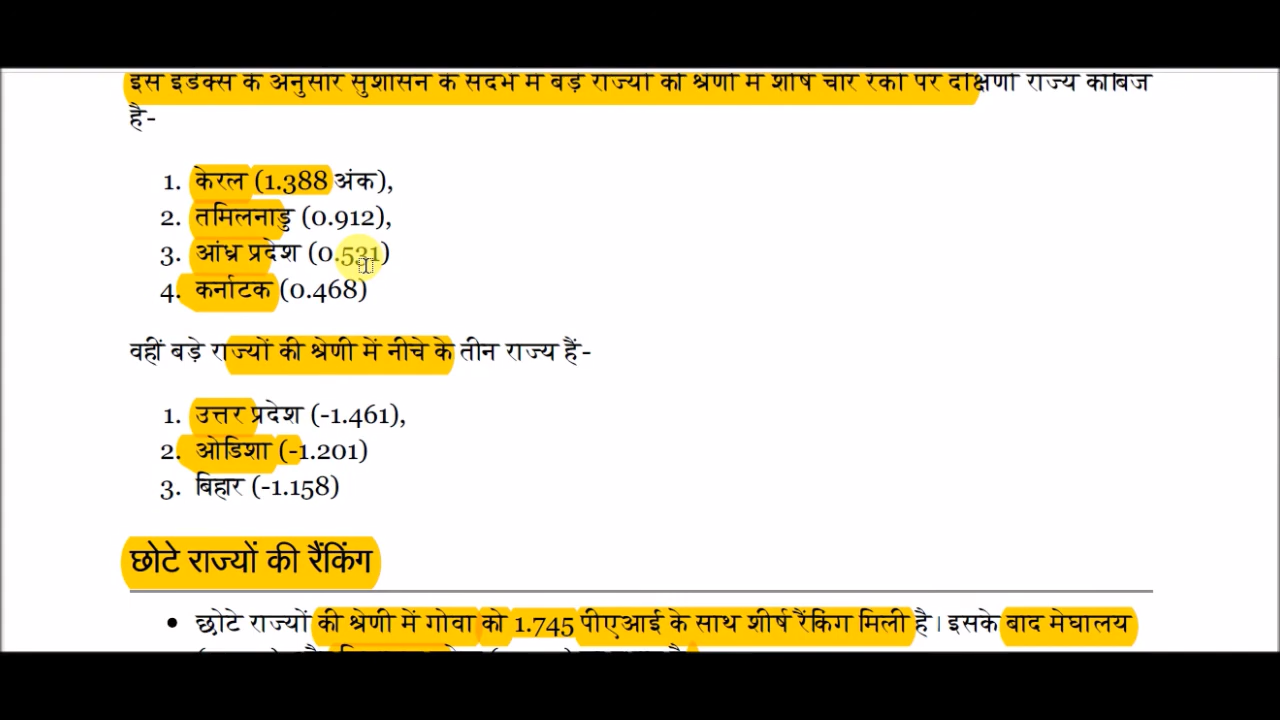 इस इंडेक्स के अनुसार सुशासन के संदर्भ में बड़े राज्यों की श्रेणी में शीर्ष चार रैंकों पर दक्षिणी राज्य काबिज
है-
1. केरल (1.388 अंक),
2. तमिलनाडु (0.912),
3. आंध्र प्रदेश (0.531)
4. कर्नाटक (0.468)
वहीं बड़े राज्यों की श्रेणी में नीचे के तीन राज्य हैं-
1. उत्तर प्रदेश (-1.461),
2. ओडिशा (-1.201)
3. बिहार (-1.158)
छोटे राज्यों की रैंकिंग
• छोटे राज्यों की श्रेणी में गोवा को 1.745 पीएआई के साथ शीर्ष रैंकिंग मिली है। इसके बाद मेघालय